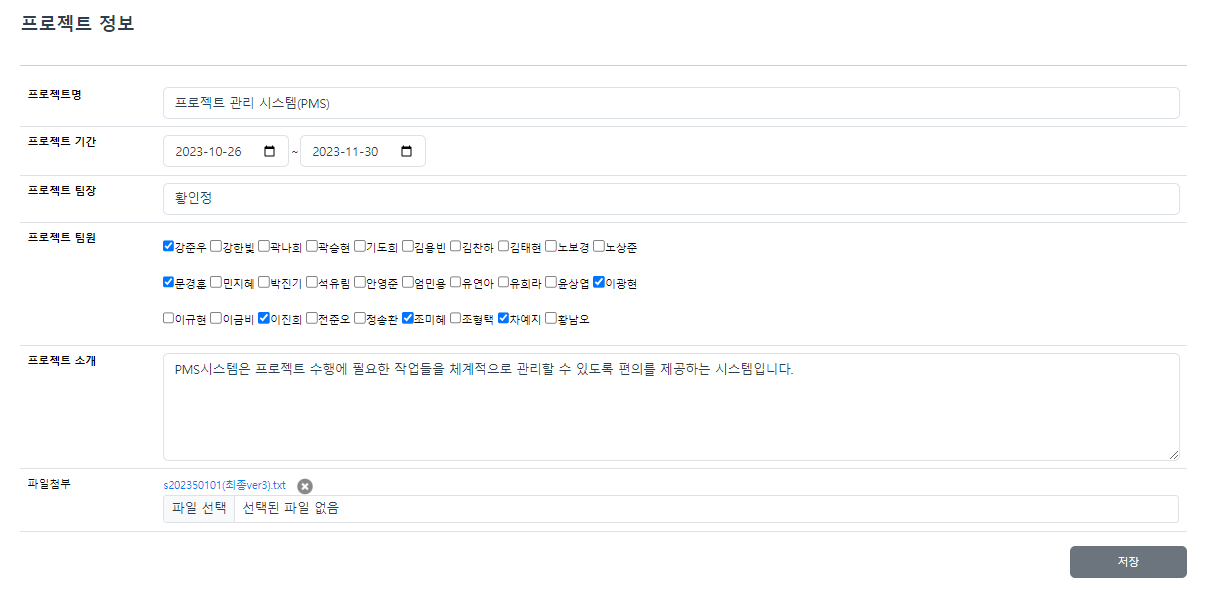 프로젝트 정보
프로젝트명
프로젝트 관리 시스템(PMS)
프로젝트 기간
2023-10-26 ~ 2023-11-30
프로젝트 팀장
황인정
프로젝트 팀원
강준우 강한빛 곽나희 곽승현 기도희 김용빈 김찬하 김태현 노보경 노상준
문경훈 민지혜 박진기 석유림 안영준 엄민용 유연아 유희라 윤상엽 이광현
이규현 이금비 이진희 전준오 정송환 조미혜 조형택 차예지 황남오
프로젝트 소개
PMS시스템은 프로젝트 수행에 필요한 작업들을 체계적으로 관리할 수 있도록 편의를 제공하는 시스템입니다.
파일첨부
s202350101(최종ver3).txt
파일 선택 선택된 파일 없음
저장